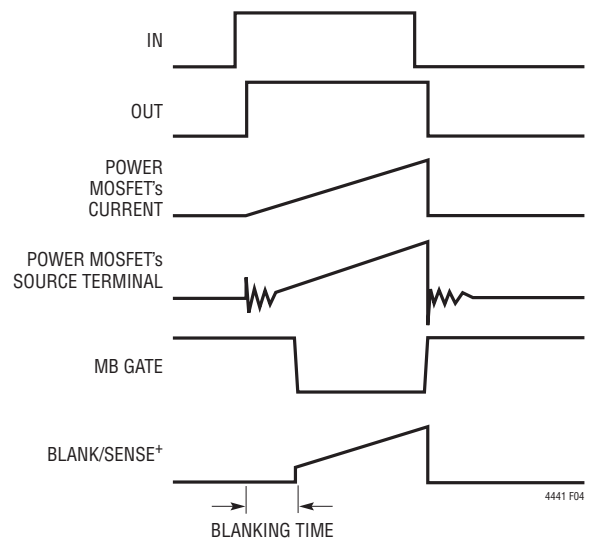 IN
OUT
POWER
MOSFET's
CURRENT
POWER MOSFET's
SOURCE TERMINAL
MB GATE
BLANK/SENSE+
4441 F04
BLANKING TIME